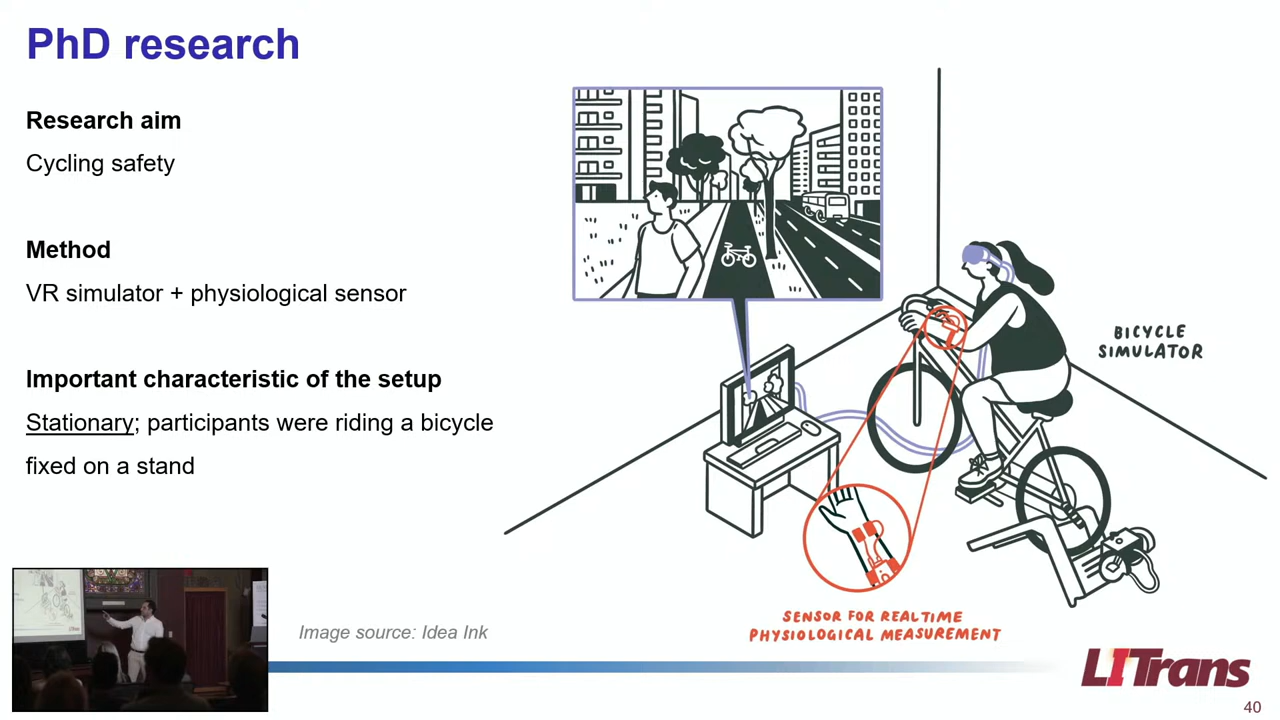 PhD research
Research aim
Cycling safety
Method
VR simulator + physiological sensor
Important characteristic of the setup
Stationary; participants were riding a bicycle
fixed on a stand
BICYCLE
SIMULATOR
SENSOR FOR REALTIME
PHYSIOLOGICAL MEASUREMENT
Image source: Idea Ink
LITrans
40